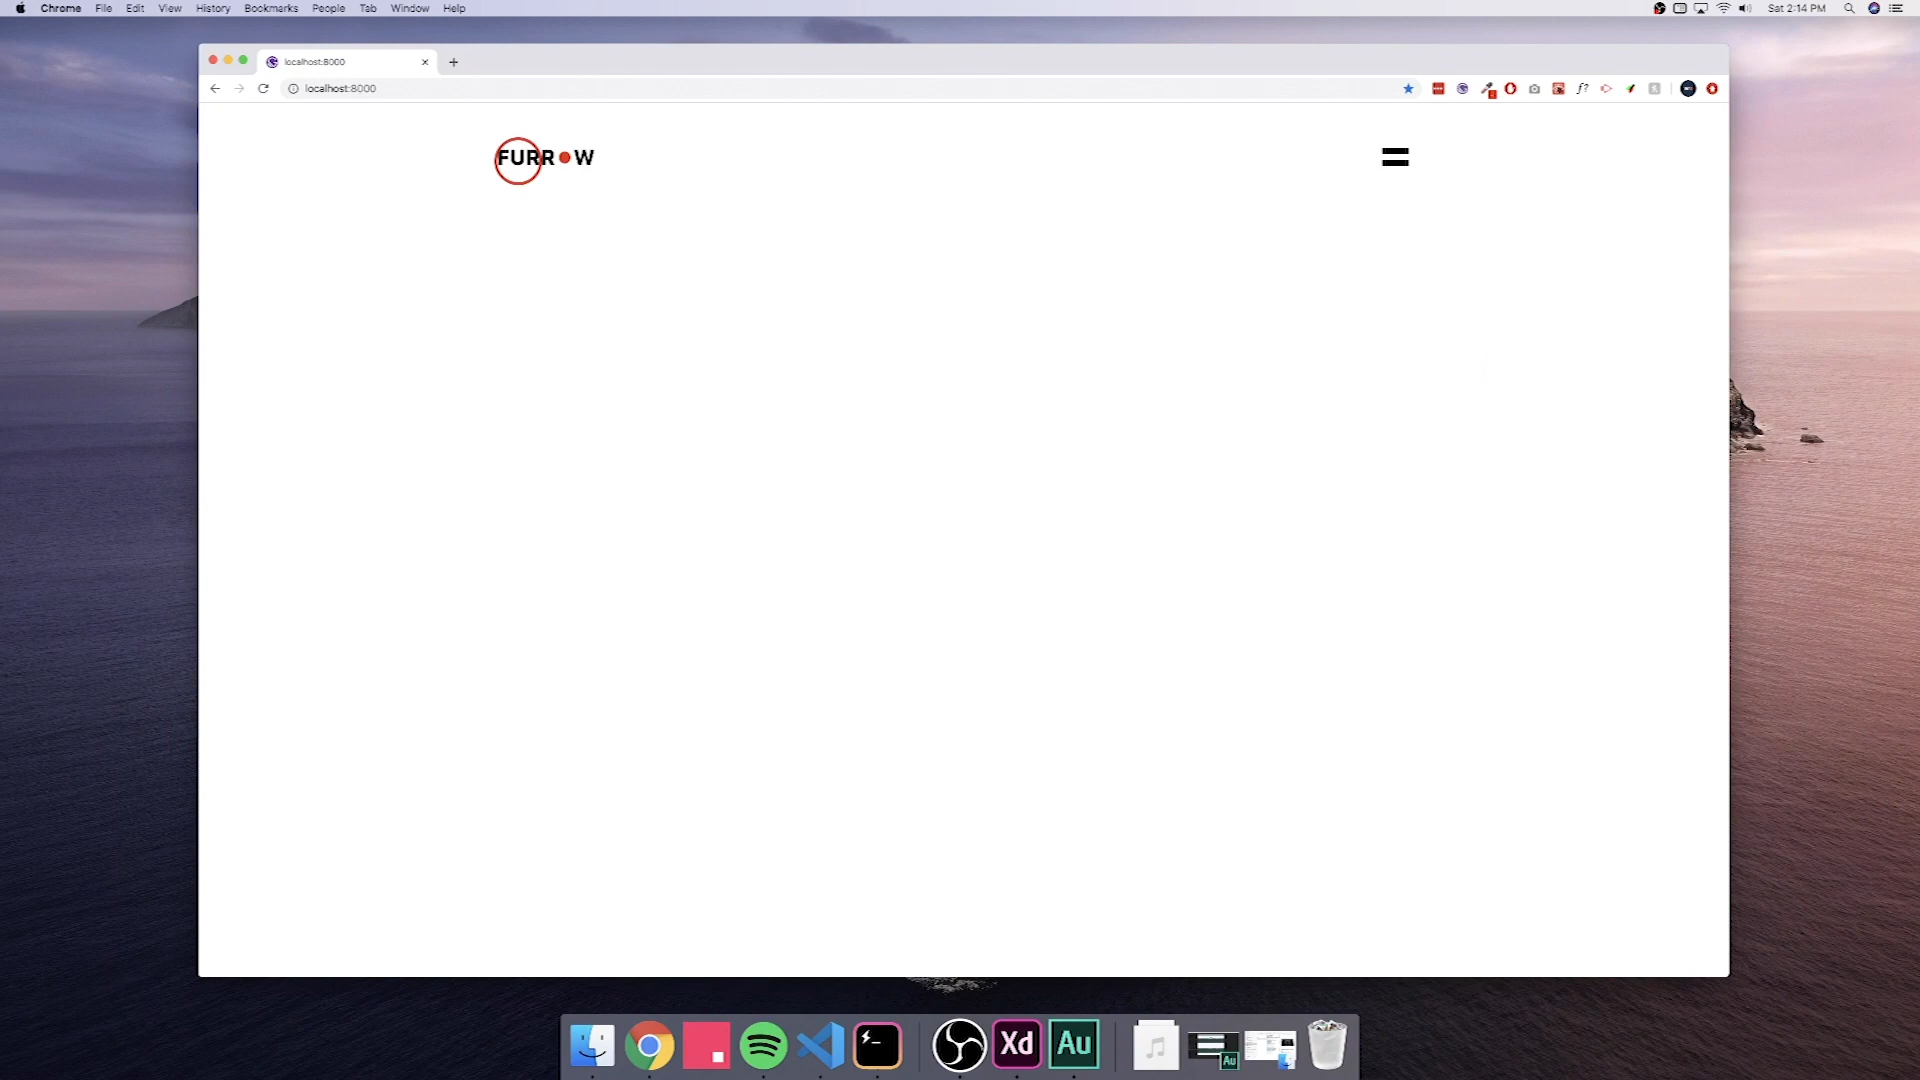 Chrome File Edit View History Bookmarks People Tab Window Help
Sat 2:14 PM
localhost:8000
localhost:8000
f?
FURR●W
Xd
Au
Au